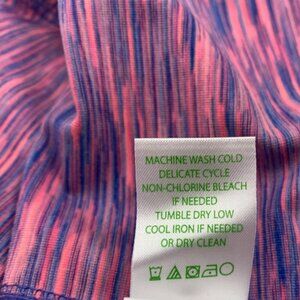 MACHINE WASH COLD
DELICATE CYCLE
NON-CHLORINE BLEACH
IF NEEDED
TUMBLE DRY LOW
COOL IRON IF NEEDED
OR DRY CLEAN